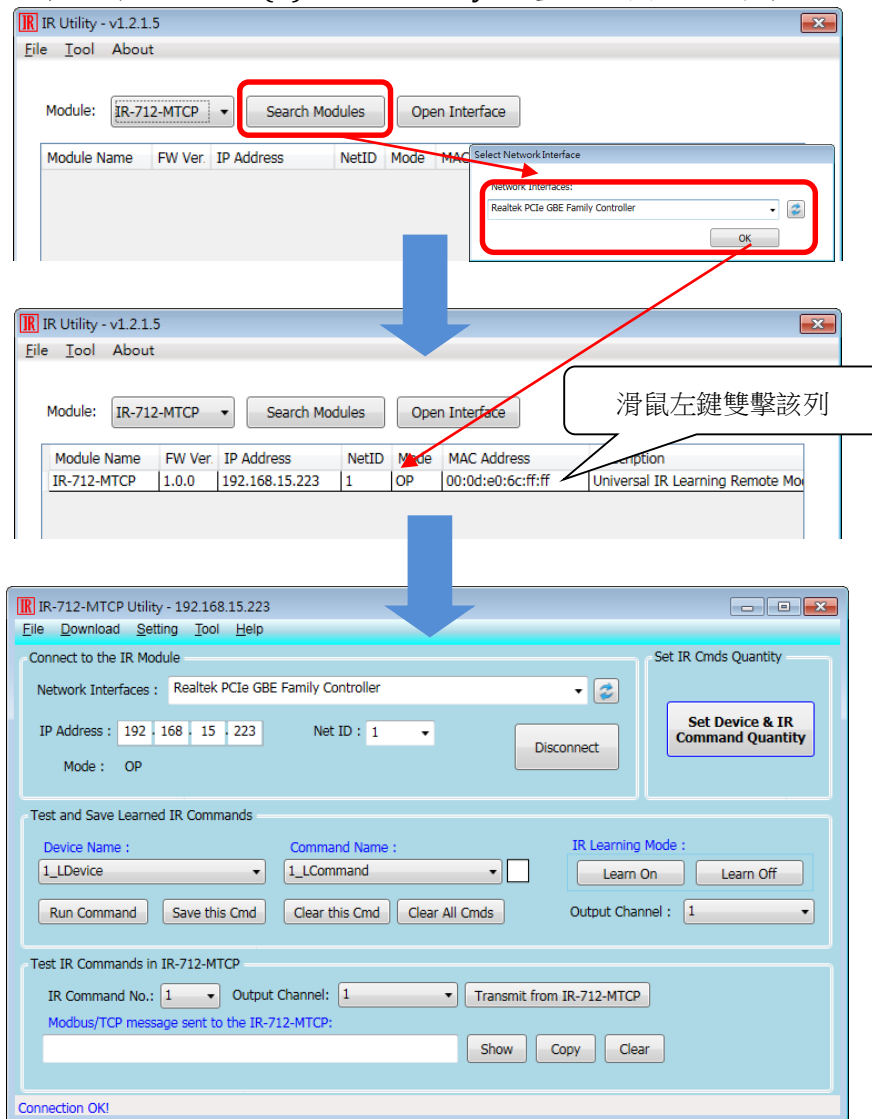 IR Utility - v1.2.1.5
File Tool About
Module: IR-712-MTCP Search Modules Open Interface
Module Name FW Ver. IP Address NetID Mode MAC
Select Network Interface
Network Interfaces:
Realtek PCIe GBE Family Controller
OK
IR Utility - v1.2.1.5
File Tool About
Module: IR-712-MTCP Search Modules Open Interface
滑鼠左鍵雙擊該列
Module Name FW Ver. IP Address NetID Mode MAC Address
IR-712-MTCP 1.0.0 192.168.15.223 1 OP 00:0d:e0:6c:ff:ff Universal IR Learning Remote Mo
IR-712-MTCP Utility - 192.168.15.223
File Download Setting Tool Help
Connect to the IR Module
Network Interfaces : Realtek PCIe GBE Family Controller
IP Address : 192 . 168 . 15 . 223 Net ID : 1 Disconnect
Mode : OP
Set IR Cmds Quantity
Set Device & IR
Command Quantity
Test and Save Learned IR Commands
Device Name : Command Name : IR Learning Mode :
1_LDevice 1_LCommand Learn On Learn Off
Run Command Save this Cmd Clear this Cmd Clear All Cmds Output Channel : 1
Test IR Commands in IR-712-MTCP
IR Command No.: 1 Output Channel: 1 Transmit from IR-712-MTCP
Modbus/TCP message sent to the IR-712-MTCP:
Show Copy Clear
Connection OK!